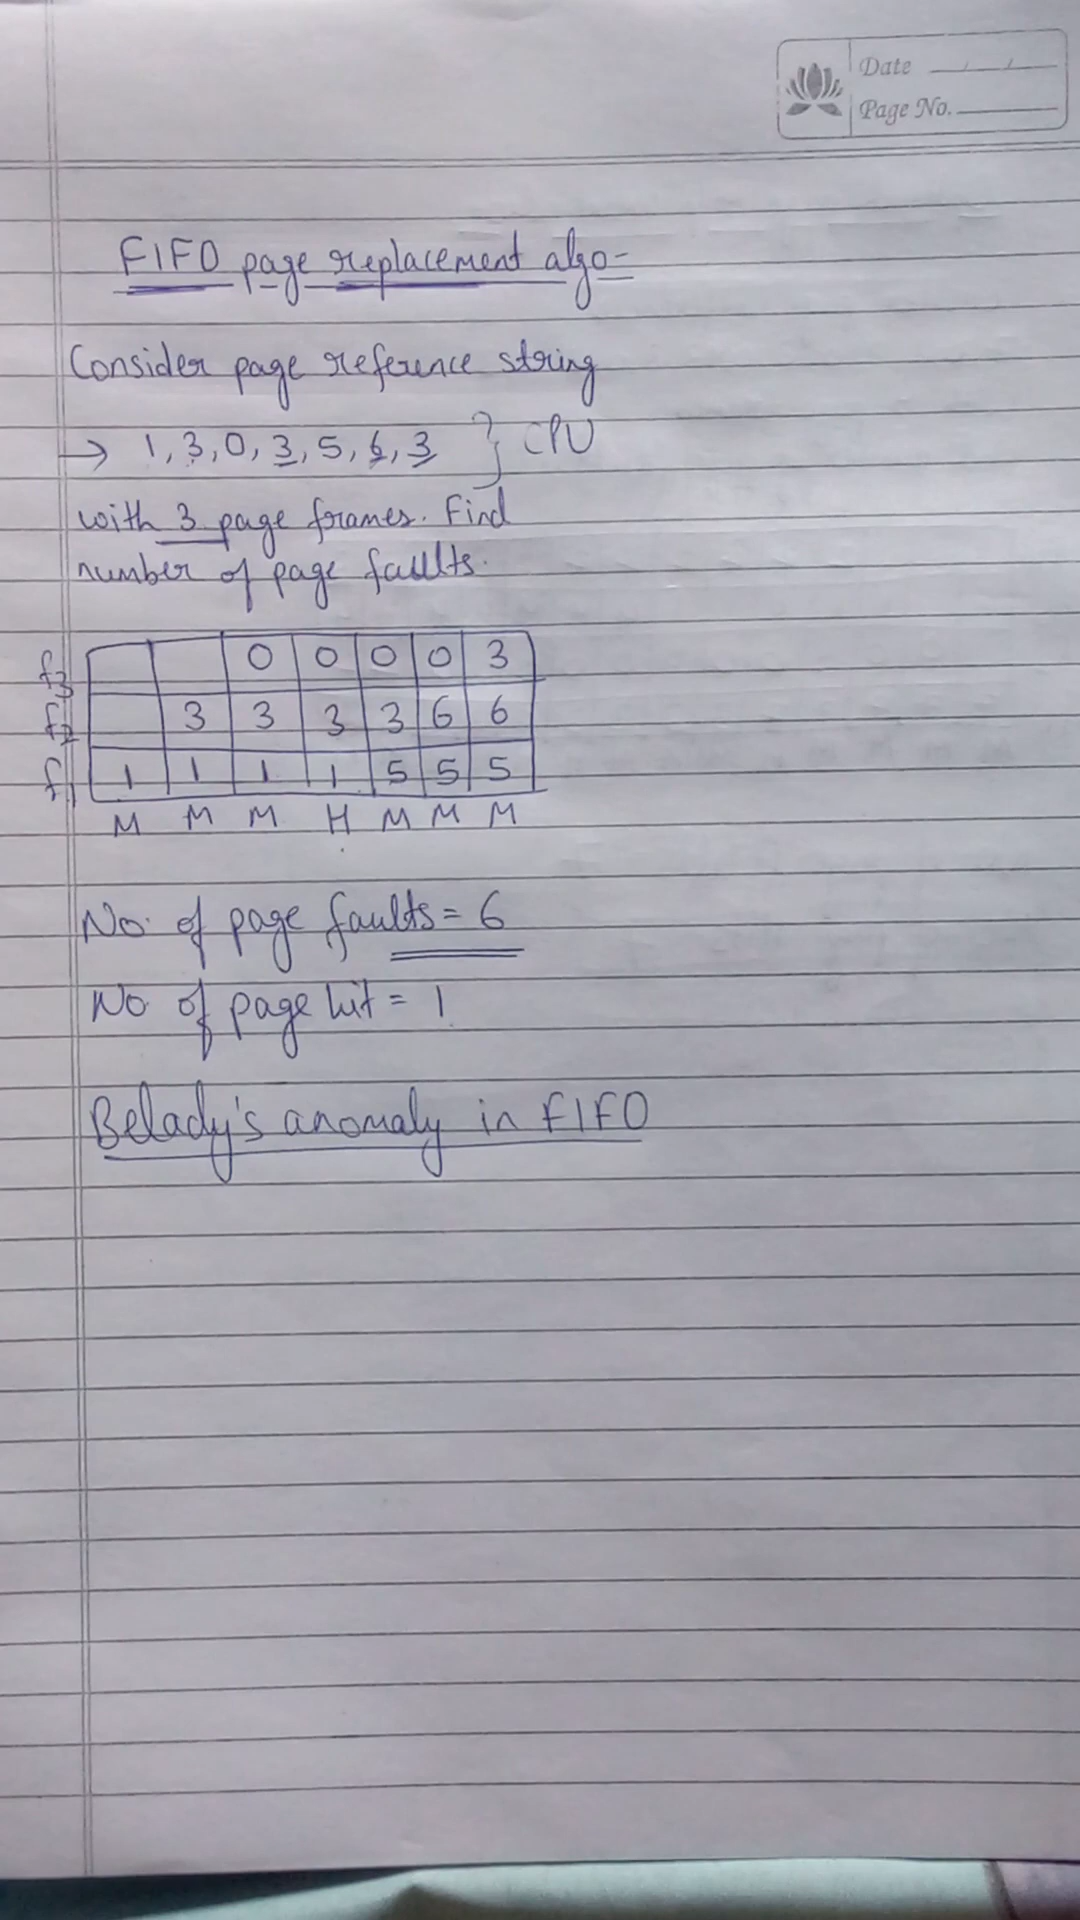 Date
Page No.
FIFO page replacement algo-
Consider page reference string
→ 1, 3, 0, 3, 5, 6, 3 } CPU
with 3 page frames. Find
number of page faults.
f3 0 0 0 0 3
f2 3 3 3 3 6 6
f1 1 1 1 1 5 5 5
M M M H M M M
No. of page faults = 6
No of page hit = 1
Belady's anomaly in FIFO